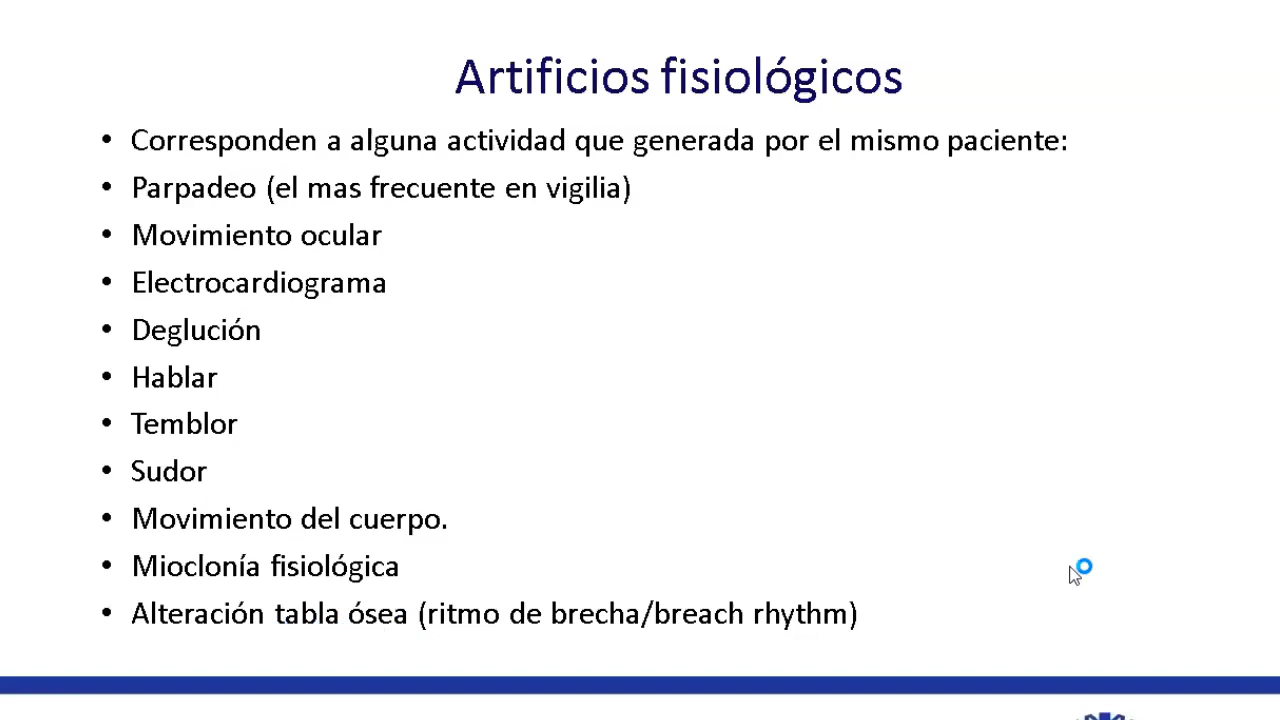 Artificios fisiológicos
• Corresponden a alguna actividad que generada por el mismo paciente:
• Parpadeo (el mas frecuente en vigilia)
• Movimiento ocular
• Electrocardiograma
• Deglución
• Hablar
• Temblor
• Sudor
• Movimiento del cuerpo.
• Mioclonía fisiológica
• Alteración tabla ósea (ritmo de brecha/breach rhythm)